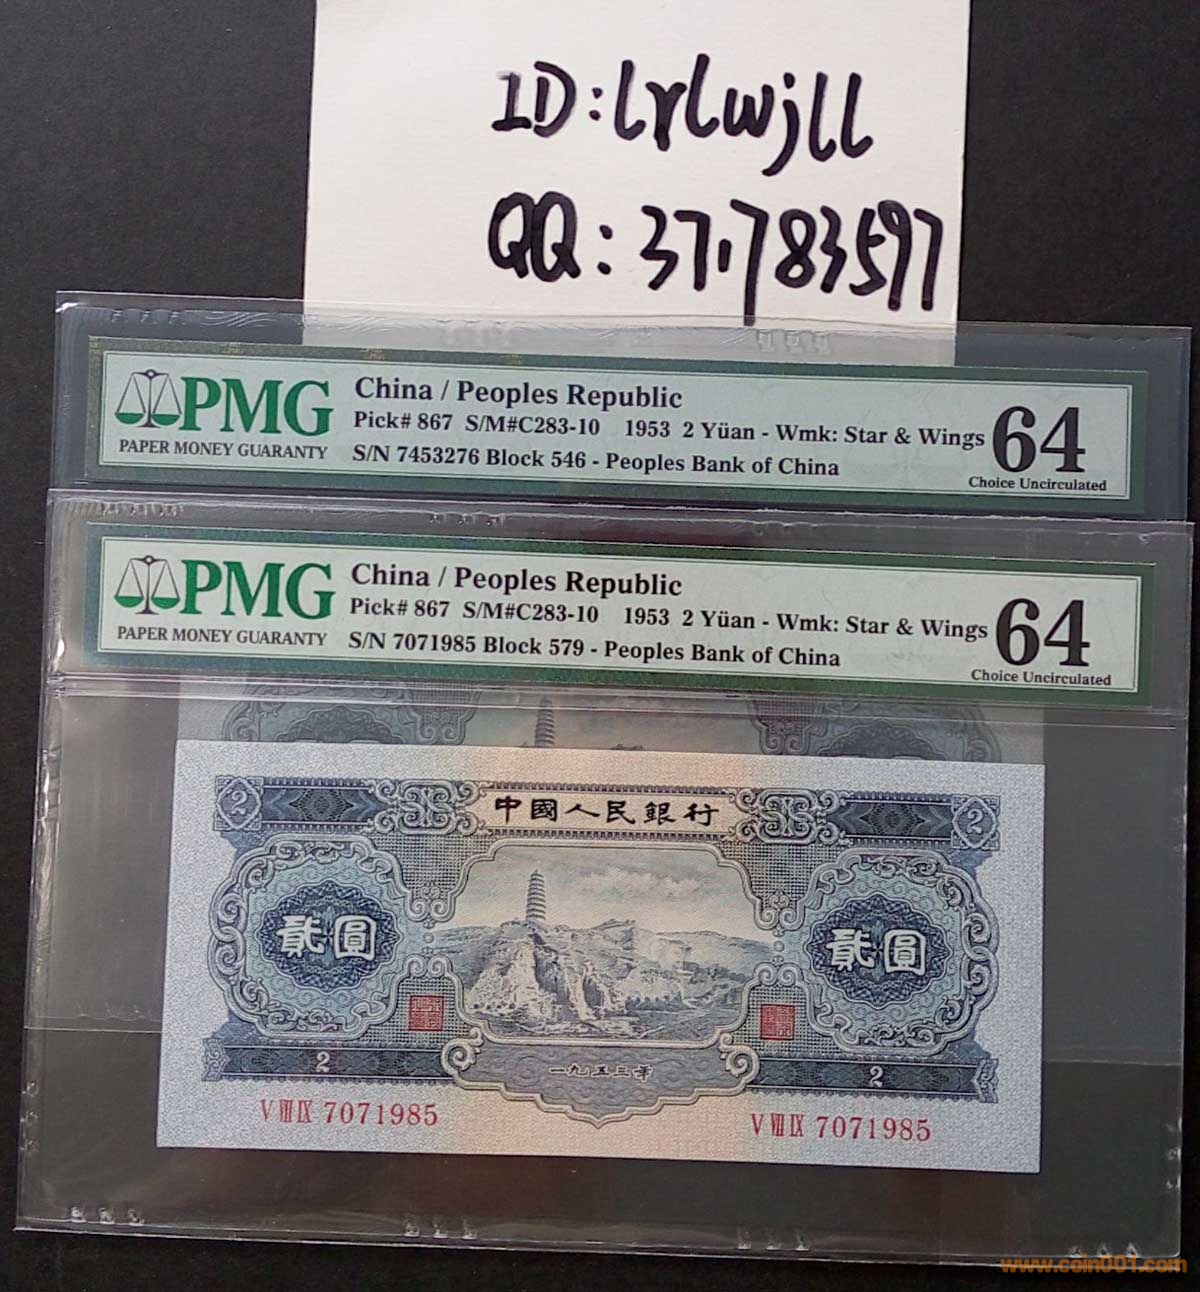 ID:lrlwjll
QQ:371783597
PMG
PAPER MONEY GUARANTY
China / Peoples Republic
Pick# 867 S/M#C283-10 1953 2 Yüan - Wmk: Star & Wings
S/N 7453276 Block 546 - Peoples Bank of China
64
Choice Uncirculated
PMG
PAPER MONEY GUARANTY
China / Peoples Republic
Pick# 867 S/M#C283-10 1953 2 Yüan - Wmk: Star & Wings
S/N 7071985 Block 579 - Peoples Bank of China
64
Choice Uncirculated
2 中國人民銀行 2
貳圓 貳圓
2 一九五三年 2
V VII IX 7071985 V VII IX 7071985
www.coin001.com